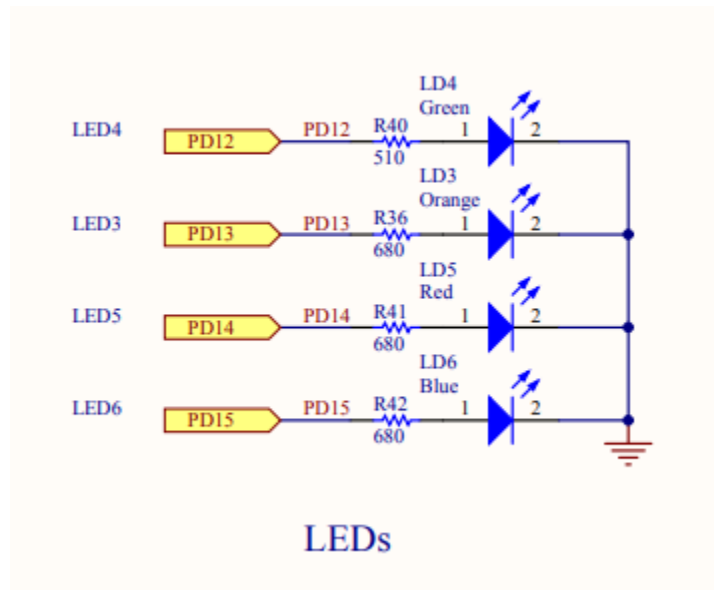 LD4
Green
LED4 PD12 PD12 R40 1 2
510
LD3
Orange
LED3 PD13 PD13 R36 1 2
680
LD5
Red
LED5 PD14 PD14 R41 1 2
680
LD6
Blue
LED6 PD15 PD15 R42 1 2
680
LEDs